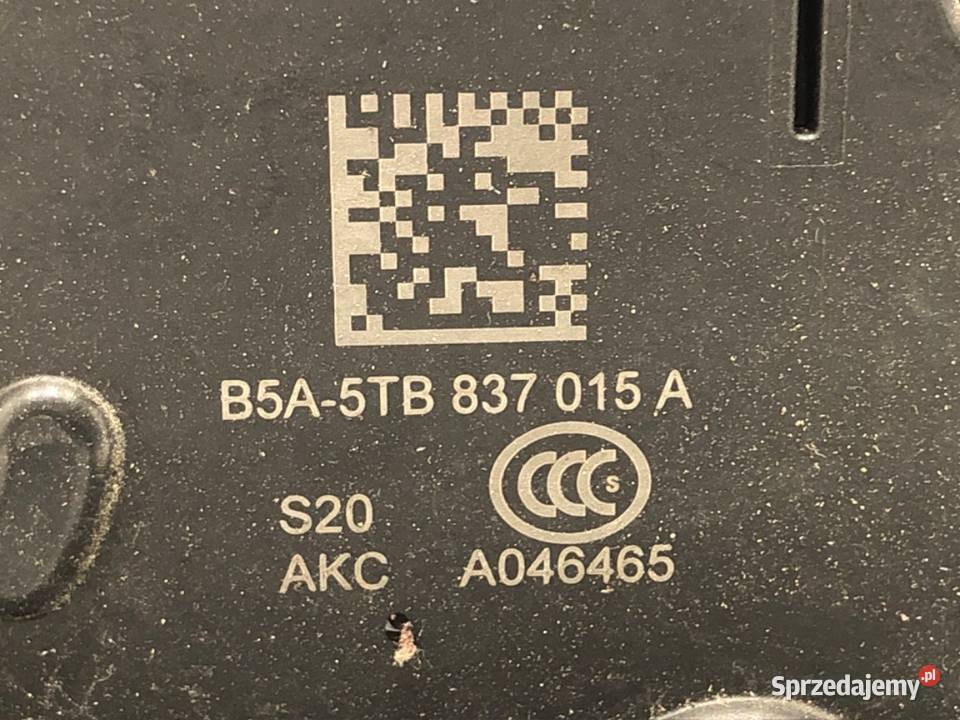 B5A-5TB 837 015 A
CCC S
S20
AKC A046465
Sprzedajemy.pl